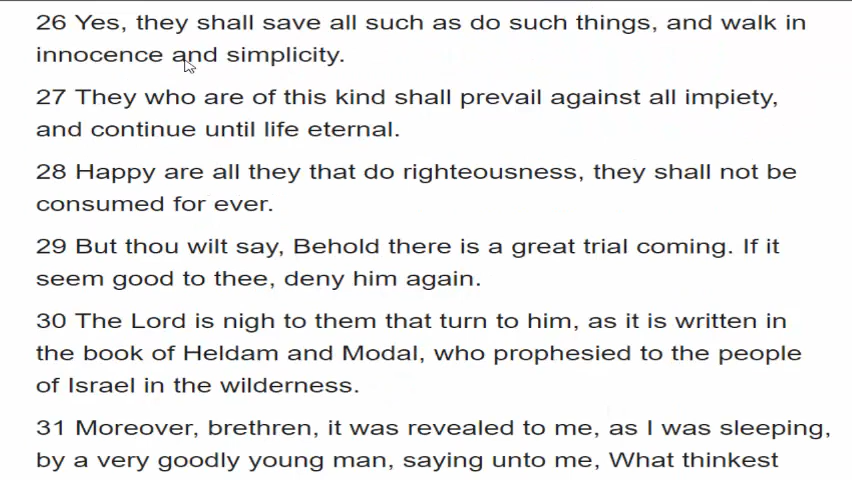 26 Yes, they shall save all such as do such things, and walk in
innocence and simplicity.
27 They who are of this kind shall prevail against all impiety,
and continue until life eternal.
28 Happy are all they that do righteousness, they shall not be
consumed for ever.
29 But thou wilt say, Behold there is a great trial coming. If it
seem good to thee, deny him again.
30 The Lord is nigh to them that turn to him, as it is written in
the book of Heldam and Modal, who prophesied to the people
of Israel in the wilderness.
31 Moreover, brethren, it was revealed to me, as I was sleeping,
by a very goodly young man, saying unto me, What thinkest